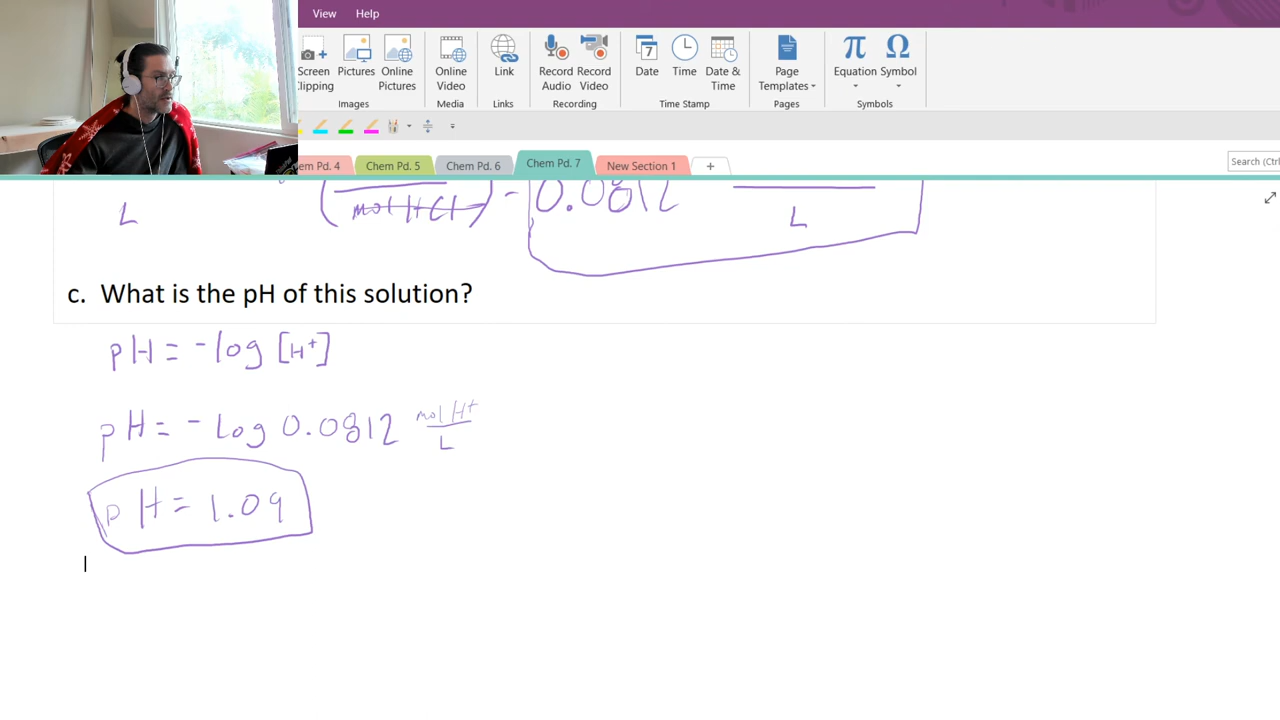 View Help
Screen Clipping Pictures Online Pictures Online Video Link Record Audio Record Video Date Time Date & Time Page Templates Equation Symbol
Images Media Links Recording Time Stamp Pages Symbols
m Pd. 4 Chem Pd. 5 Chem Pd. 6 Chem Pd. 7 New Section 1 +
Search (Ctrl
L (mol HCl) - 0.0812 L
c. What is the pH of this solution?
pH = -log [H+]
pH = -log 0.0812 mol H+ / L
pH = 1.09